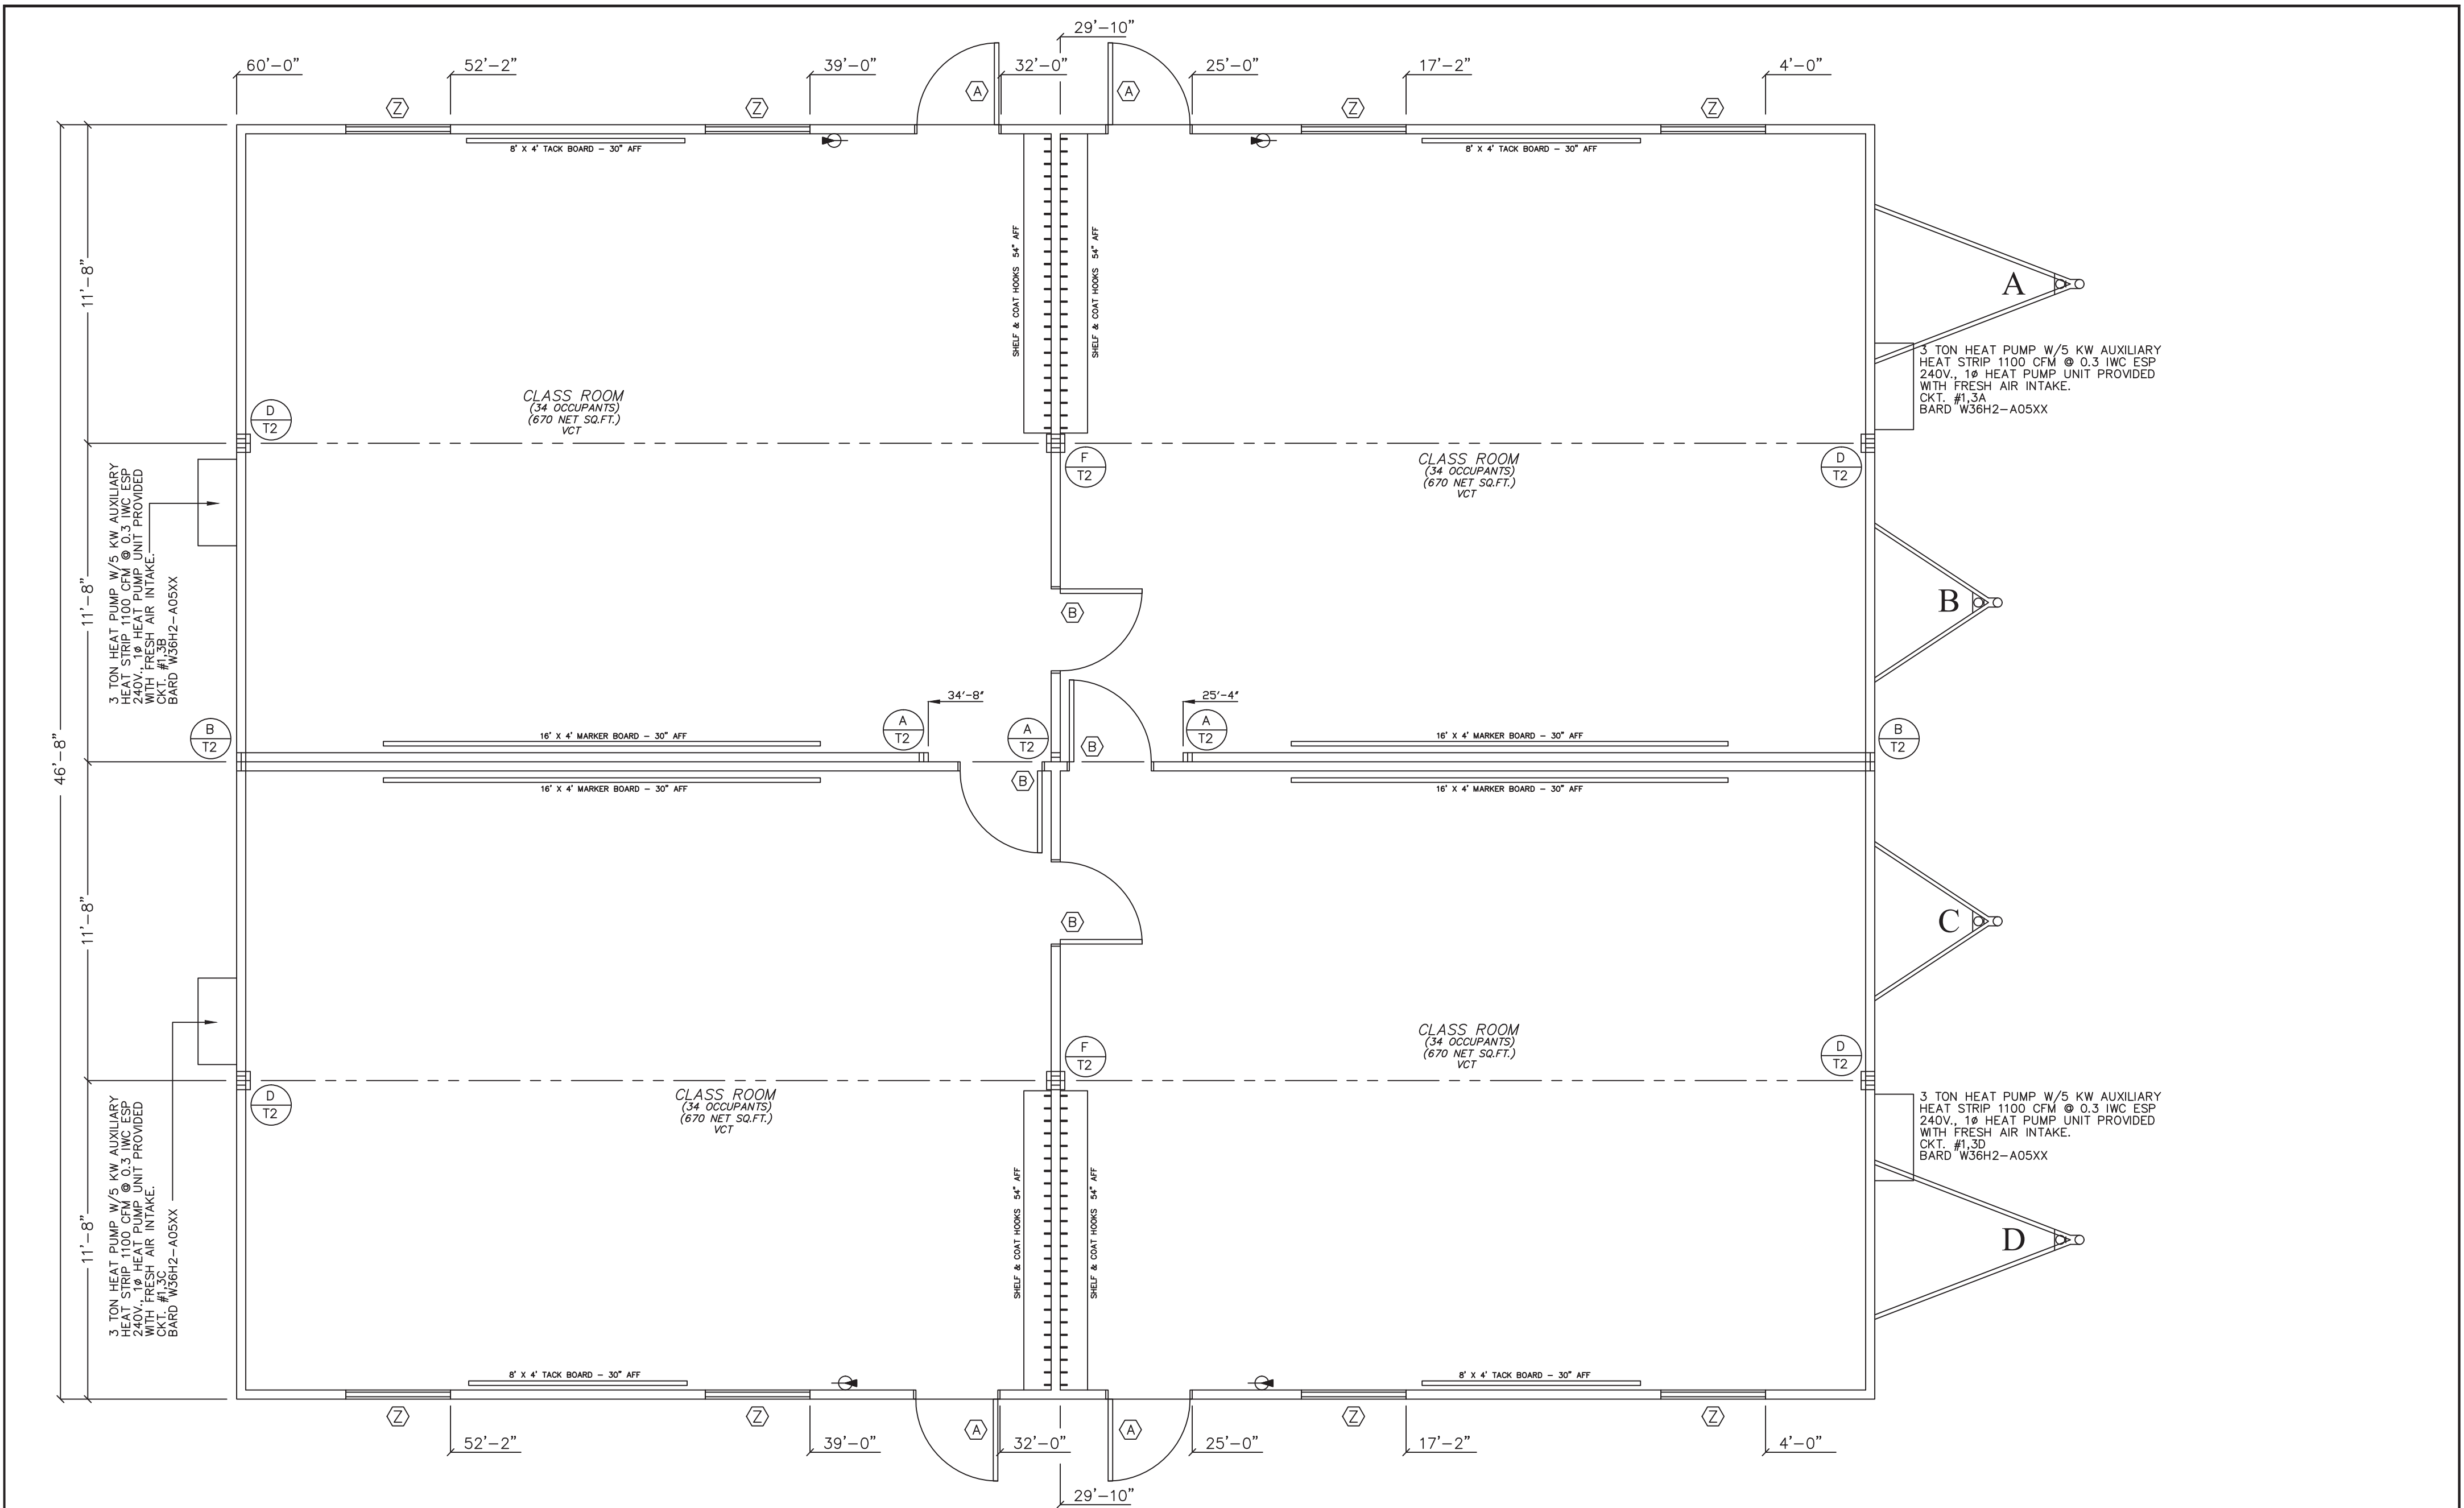 29'-10"
60'-0"
52'-2"
39'-0"
32'-0"
25'-0"
17'-2"
4'-0"
A
A
Z
Z
Z
Z
8' X 4' TACK BOARD - 30" AFF
8' X 4' TACK BOARD - 30" AFF
SHELF & COAT HOOKS 54" AFF
SHELF & COAT HOOKS 54" AFF
11'-8"
A
3 TON HEAT PUMP W/5 KW AUXILIARY
HEAT STRIP 1100 CFM @ 0.3 IWC ESP
240V., 1ø HEAT PUMP UNIT PROVIDED
WITH FRESH AIR INTAKE.
CKT. #1,3A
BARD W36H2-A05XX
CLASS ROOM
(34 OCCUPANTS)
(670 NET SQ.FT.)
VCT
D
T2
F
T2
CLASS ROOM
(34 OCCUPANTS)
(670 NET SQ.FT.)
VCT
D
T2
3 TON HEAT PUMP W/5 KW AUXILIARY
HEAT STRIP 1100 CFM @ 0.3 IWC ESP
240V., 1ø HEAT PUMP UNIT PROVIDED
WITH FRESH AIR INTAKE.
CKT. #1,3B
BARD W36H2-A05XX
11'-8"
B
B
34'-8"
25'-4"
B
T2
A
T2
A
T2
A
T2
B
T2
B
46'-8"
16' X 4' MARKER BOARD - 30" AFF
16' X 4' MARKER BOARD - 30" AFF
B
16' X 4' MARKER BOARD - 30" AFF
16' X 4' MARKER BOARD - 30" AFF
11'-8"
B
C
CLASS ROOM
(34 OCCUPANTS)
(670 NET SQ.FT.)
VCT
F
T2
D
T2
D
T2
CLASS ROOM
(34 OCCUPANTS)
(670 NET SQ.FT.)
VCT
3 TON HEAT PUMP W/5 KW AUXILIARY
HEAT STRIP 1100 CFM @ 0.3 IWC ESP
240V., 1ø HEAT PUMP UNIT PROVIDED
WITH FRESH AIR INTAKE.
CKT. #1,3D
BARD W36H2-A05XX
3 TON HEAT PUMP W/5 KW AUXILIARY
HEAT STRIP 1100 CFM @ 0.3 IWC ESP
240V., 1ø HEAT PUMP UNIT PROVIDED
WITH FRESH AIR INTAKE.
CKT. #1,3C
BARD W36H2-A05XX
11'-8"
SHELF & COAT HOOKS 54" AFF
SHELF & COAT HOOKS 54" AFF
D
8' X 4' TACK BOARD - 30" AFF
8' X 4' TACK BOARD - 30" AFF
Z
Z
Z
Z
A
A
52'-2"
39'-0"
32'-0"
25'-0"
17'-2"
4'-0"
29'-10"